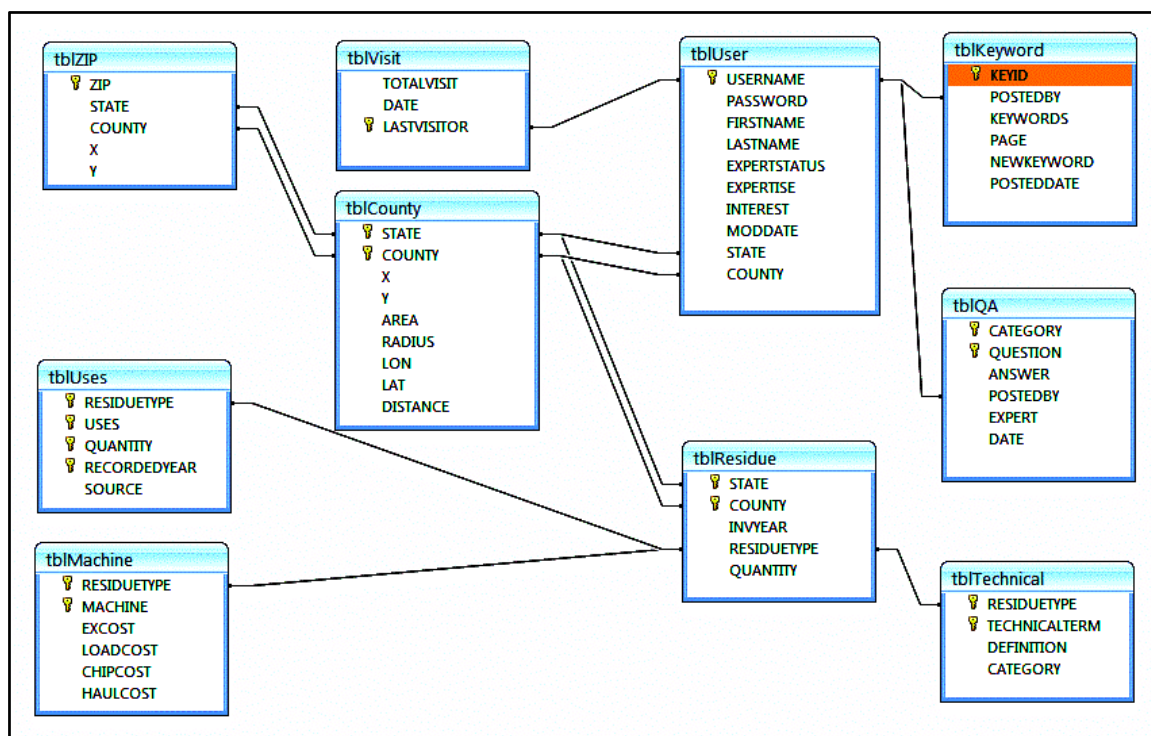 tblZIP
ZIP
STATE
COUNTY
X
Y
tblVisit
TOTALVISIT
DATE
LASTVISITOR
tblUser
USERNAME
PASSWORD
FIRSTNAME
LASTNAME
EXPERTSTATUS
EXPERTISE
INTEREST
MODDATE
STATE
COUNTY
tblKeyword
KEYID
POSTEDBY
KEYWORDS
PAGE
NEWKEYWORD
POSTEDDATE
tblCounty
STATE
COUNTY
X
Y
AREA
RADIUS
LON
LAT
DISTANCE
tblQA
CATEGORY
QUESTION
ANSWER
POSTEDBY
EXPERT
DATE
tblUses
RESIDUETYPE
USES
QUANTITY
RECORDEDYEAR
SOURCE
tblResidue
STATE
COUNTY
INVYEAR
RESIDUETYPE
QUANTITY
tblMachine
RESIDUETYPE
MACHINE
EXCOST
LOADCOST
CHIPCOST
HAULCOST
tblTechnical
RESIDUETYPE
TECHNICALTERM
DEFINITION
CATEGORY